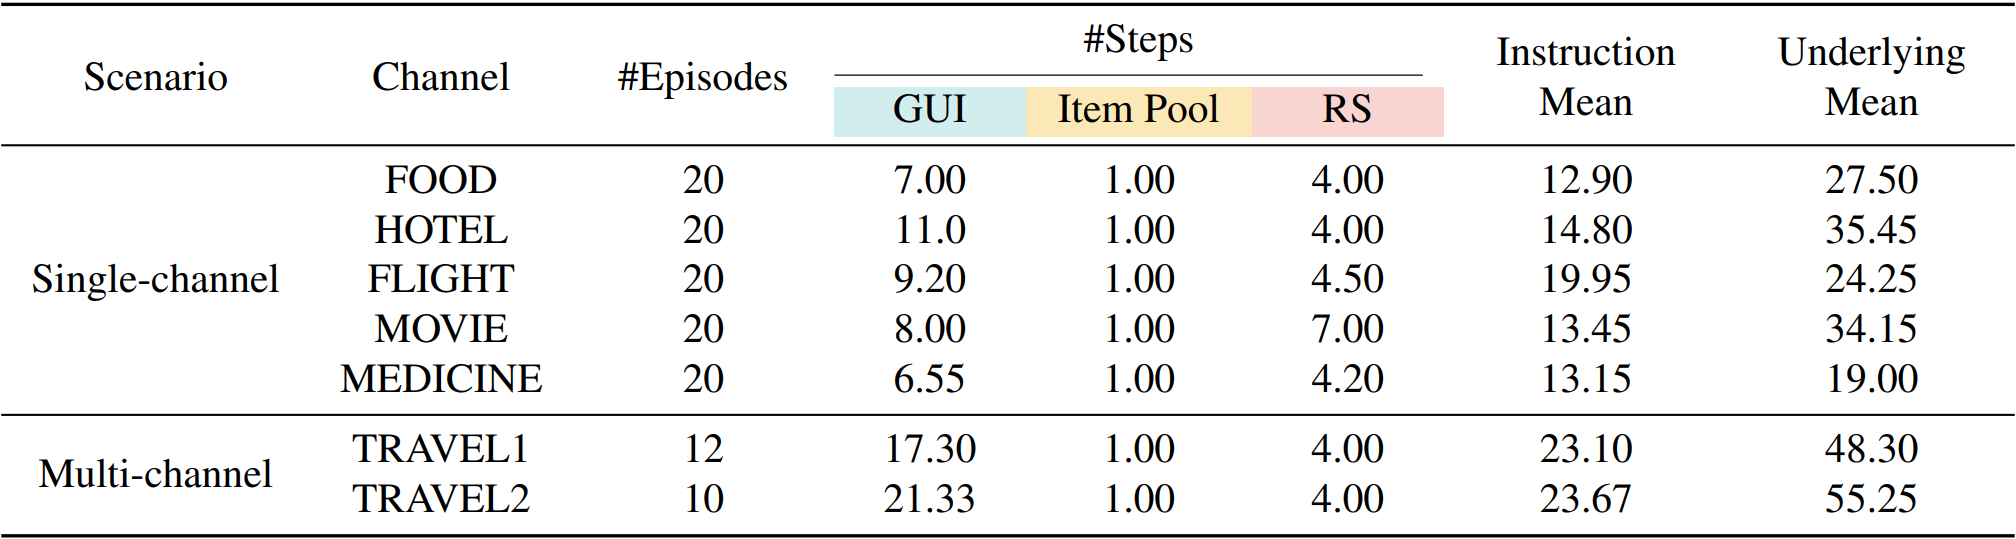 Scenario Channel #Episodes #Steps Instruction Mean Underlying Mean
GUI Item Pool RS
Single-channel
FOOD 20 7.00 1.00 4.00 12.90 27.50
HOTEL 20 11.0 1.00 4.00 14.80 35.45
FLIGHT 20 9.20 1.00 4.50 19.95 24.25
MOVIE 20 8.00 1.00 7.00 13.45 34.15
MEDICINE 20 6.55 1.00 4.20 13.15 19.00
Multi-channel
TRAVEL1 12 17.30 1.00 4.00 23.10 48.30
TRAVEL2 10 21.33 1.00 4.00 23.67 55.25